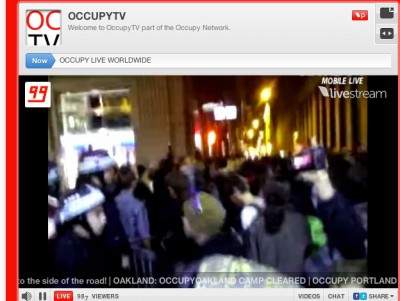 OC
TV
OCCUPYTV
Welcome to OccupyTV part of the Occupy Network.
Now OCCUPY LIVE WORLDWIDE
99
MOBILE LIVE
livestream
to the side of the road! | OAKLAND: OCCUPYOAKLAND CAMP CLEARED | OCCUPY PORTLAND
LIVE 987 VIEWERS VIDEOS CHAT SHARE